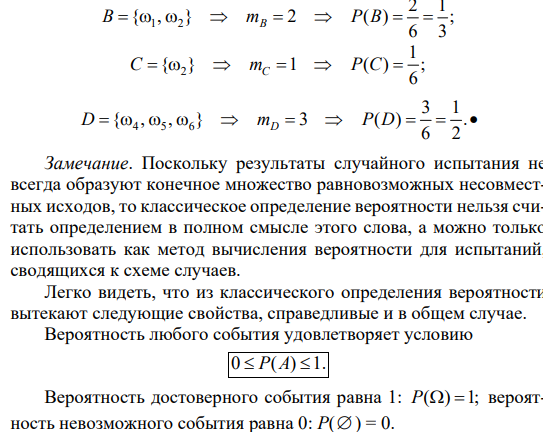 B = {ω₁, ω₂} ⇒ m_B = 2 ⇒ P(B) = 2/6 = 1/3;
C = {ω₂} ⇒ m_C = 1 ⇒ P(C) = 1/6;
D = {ω₄, ω₅, ω₆} ⇒ m_D = 3 ⇒ P(D) = 3/6 = 1/2.●
Замечание. Поскольку результаты случайного испытания не
всегда образуют конечное множество равновозможных несовмест-
ных исходов, то классическое определение вероятности нельзя счи-
тать определением в полном смысле этого слова, а можно только
использовать как метод вычисления вероятности для испытаний,
сводящихся к схеме случаев.
Легко видеть, что из классического определения вероятности
вытекают следующие свойства, справедливые и в общем случае.
Вероятность любого события удовлетворяет условию
0 ≤ P(A) ≤ 1.
Вероятность достоверного события равна 1: P(Ω) = 1; вероят-
ность невозможного события равна 0: P(∅) = 0.